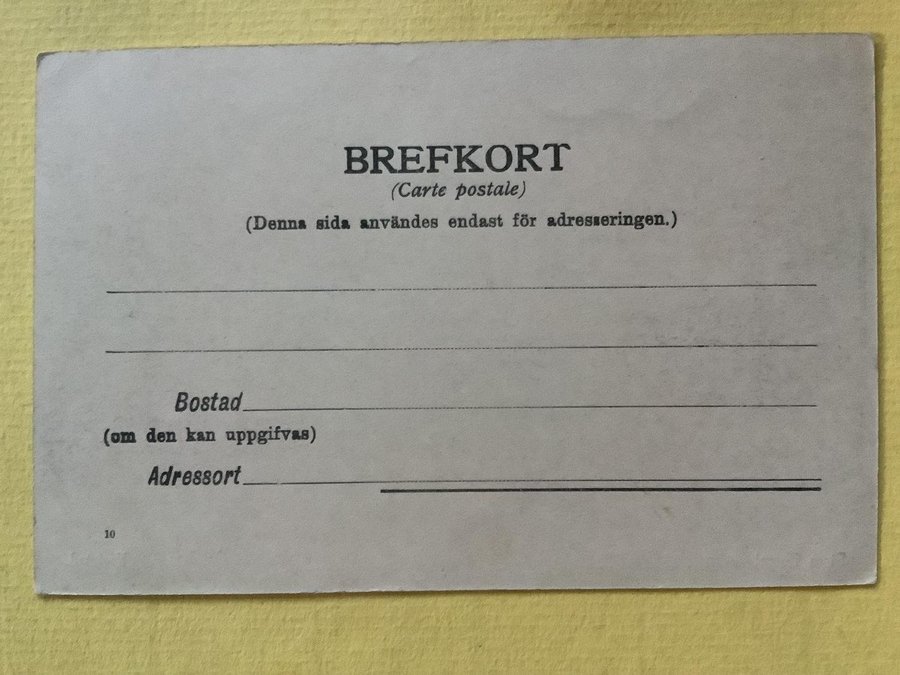 BREFKORT
(Carte postale)
(Denna sida användes endast för adresseringen.)
Bostad
(om den kan uppgifvas)
Adressort
10